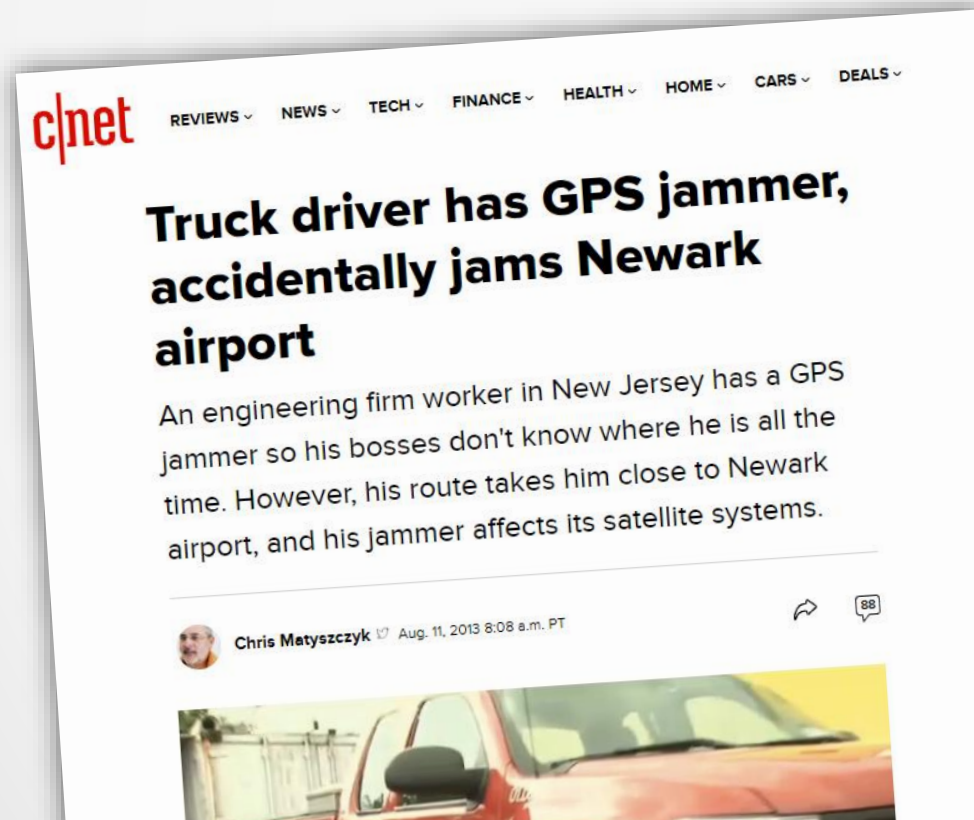 c|net
REVIEWS NEWS TECH FINANCE HEALTH HOME CARS DEALS
Truck driver has GPS jammer,
accidentally jams Newark
airport
An engineering firm worker in New Jersey has a GPS
jammer so his bosses don't know where he is all the
time. However, his route takes him close to Newark
airport, and his jammer affects its satellite systems.
Chris Matyszczyk Aug. 11, 2013 8:08 a.m. PT
88